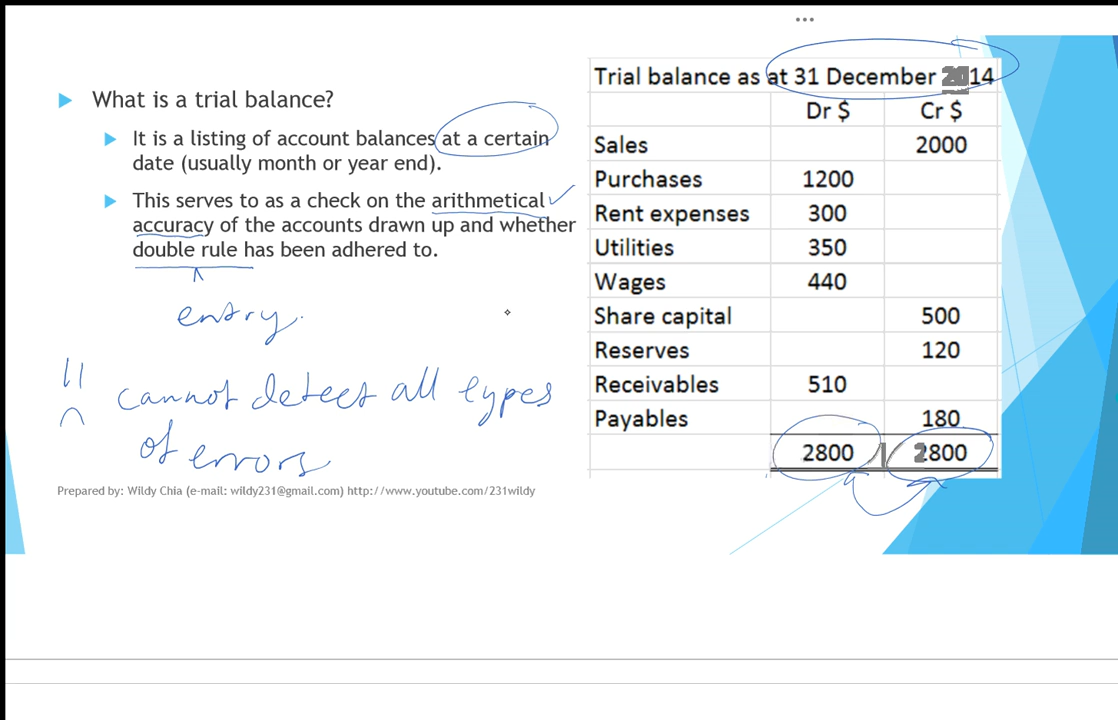 What is a trial balance?
It is a listing of account balances at a certain
date (usually month or year end).
This serves to as a check on the arithmetical
accuracy of the accounts drawn up and whether
double rule has been adhered to.
entry.
!! cannot detect all types
of errors
Prepared by: Wildy Chia (e-mail: wildy231@gmail.com) http://www.youtube.com/231wildy
Trial balance as at 31 December 2014
Dr $ Cr $
Sales 2000
Purchases 1200
Rent expenses 300
Utilities 350
Wages 440
Share capital 500
Reserves 120
Receivables 510
Payables 180
2800 2800